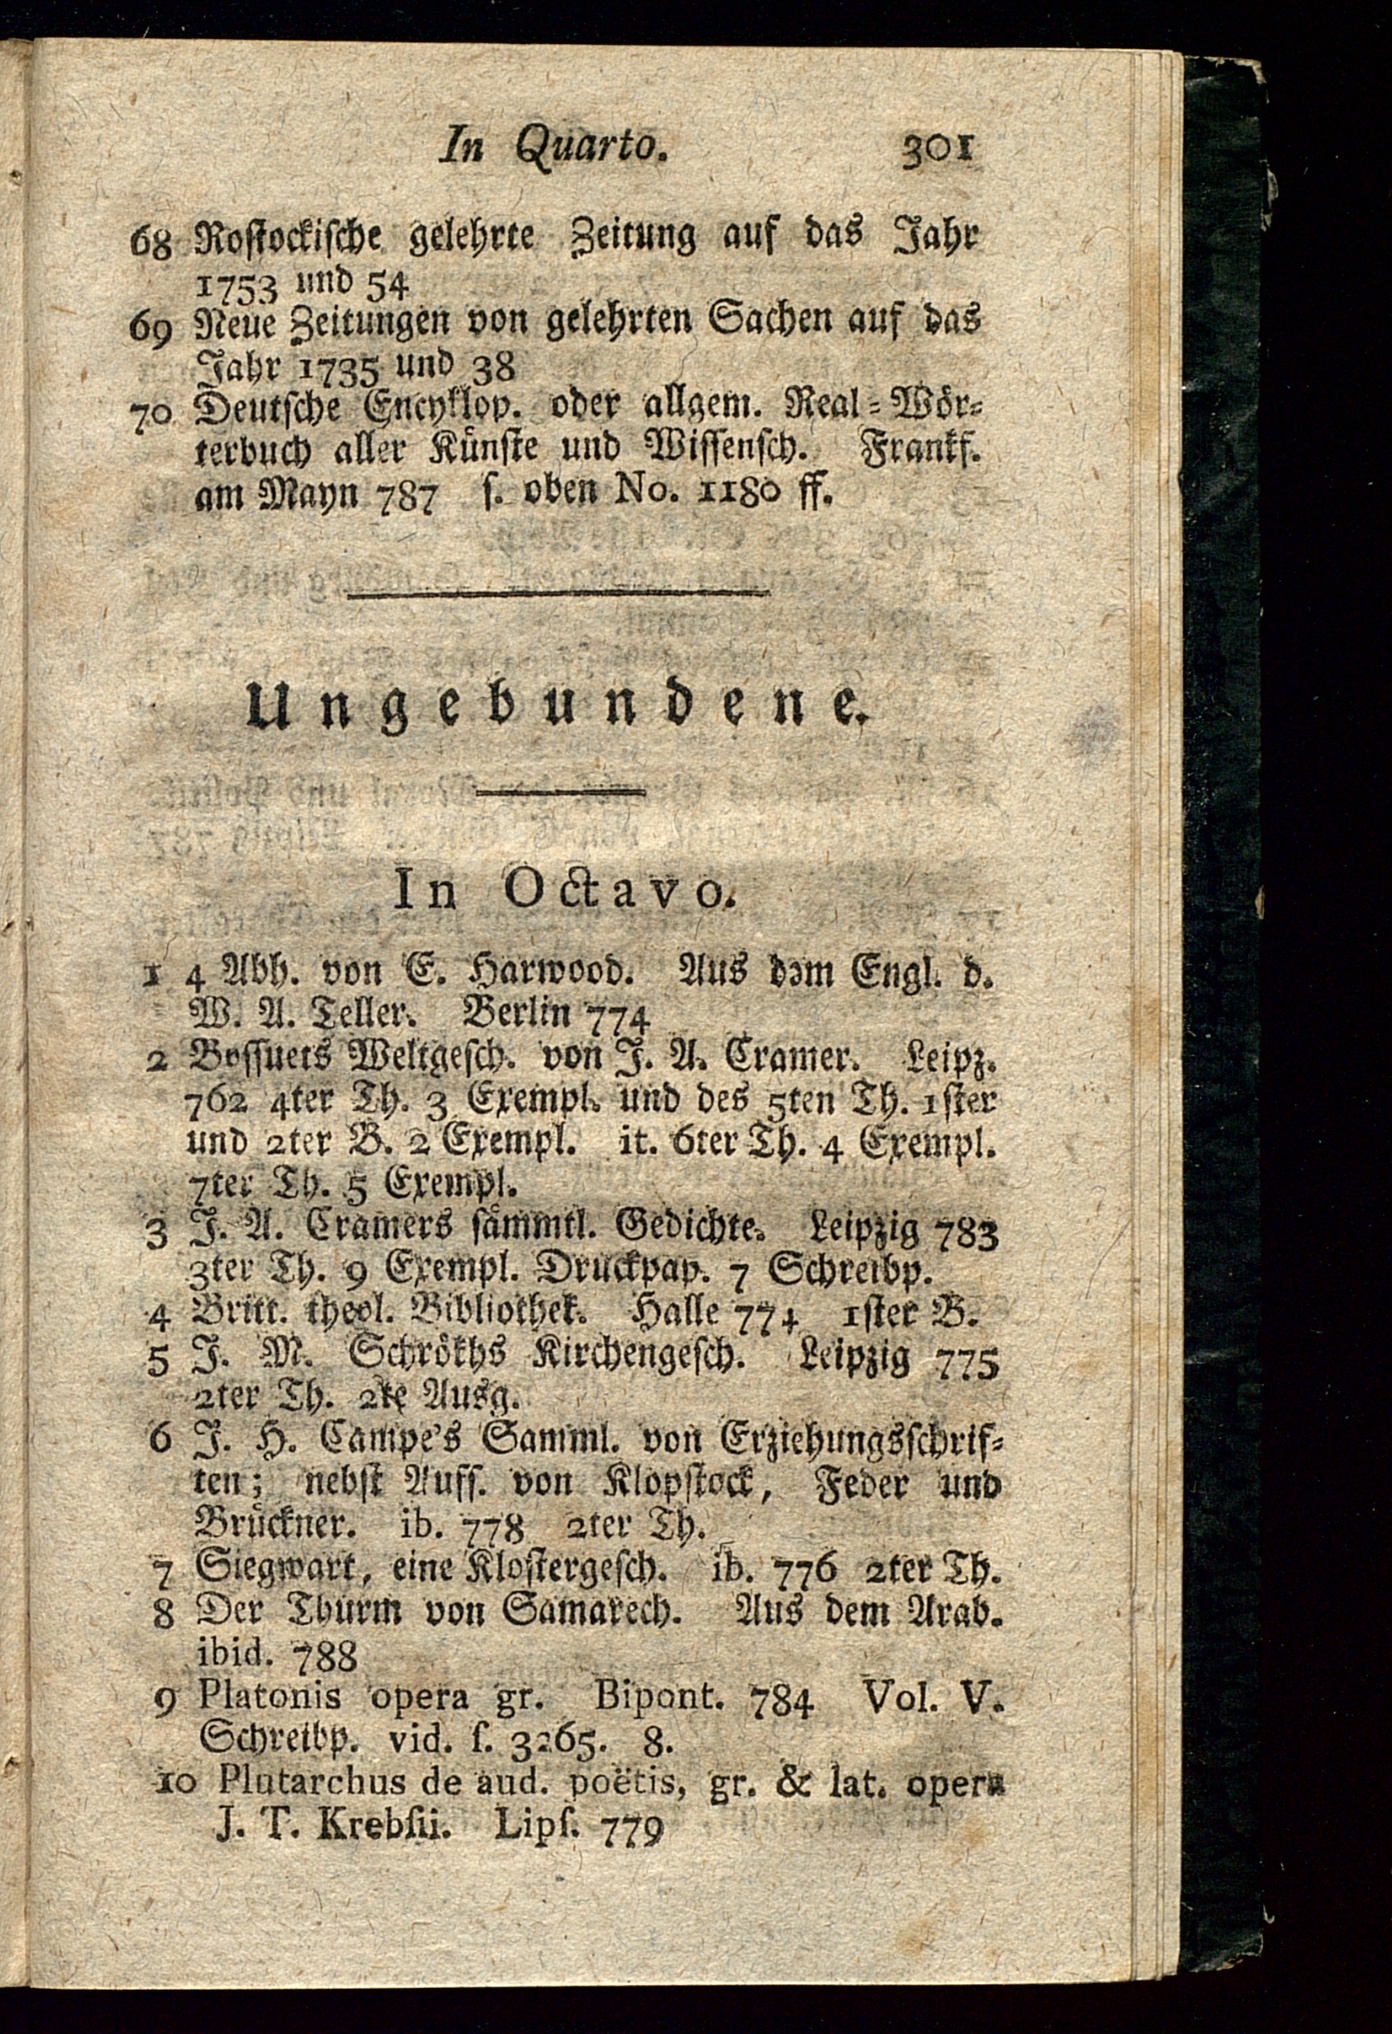 In Quarto. 301
68 Roſtockiſche gelehrte Zeitung auf das Jahr
1753 und 54
69 Neue Zeitungen von gelehrten Sachen auf das
Jahr 1735 und 38
70 Deutſche Encyklop. oder allgem. Real-Wör-
terbuch aller Künſte und Wiſſenſch. Frankf.
am Mayn 787 ſ. oben No. 1180 ff.
Ungebundene.
In Octavo.
1 4 Abh. von E. Harwood. Aus dem Engl. d.
W. A. Teller. Berlin 774
2 Boſſuets Weltgeſch. von J. A. Cramer. Leipz.
762 4ter Th. 3 Exempl. und des 5ten Th. 1ſter
und 2ter B. 2 Exempl. it. 6ter Th. 4 Exempl.
7ter Th. 5 Exempl.
3 J. A. Cramers ſämmtl. Gedichte. Leipzig 783
3ter Th. 9 Exempl. Druckpap. 7 Schreibp.
4 Britt. theol. Bibliothek. Halle 774 1ſter B.
5 J. M. Schrökhs Kirchengeſch. Leipzig 775
2ter Th. 2te Ausg.
6 J. H. Campe's Samml. von Erziehungsſchrif-
ten; nebſt Auff. von Klopſtock, Feder und
Brückner. ib. 778 2ter Th.
7 Siegwart, eine Kloſtergeſch. ib. 776 2ter Th.
8 Der Thurm von Samarech. Aus dem Arab.
ibid. 788
9 Platonis opera gr. Bipont. 784 Vol. V.
Schreibp. vid. ſ. 3265. 8.
10 Plutarchus de aud. poëtis, gr. & lat. opera
J. T. Krebſii. Lipſ. 779